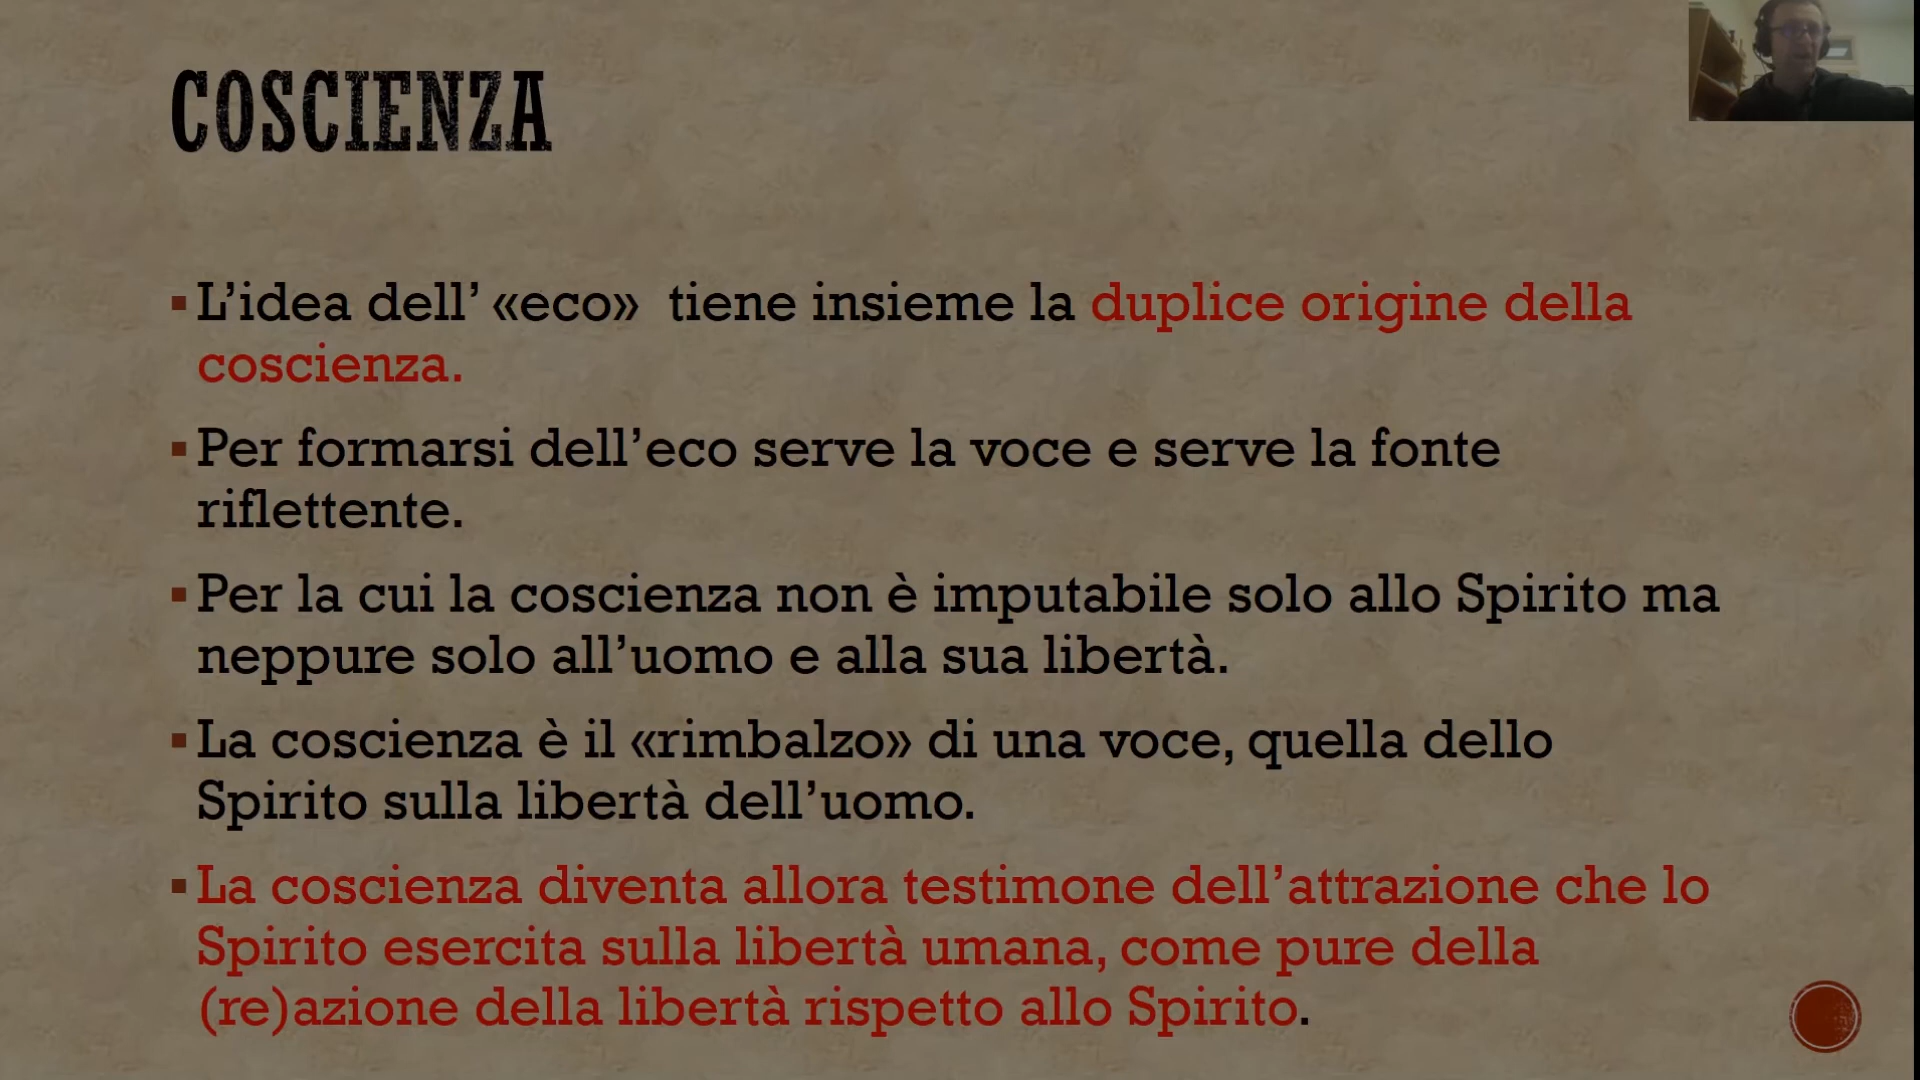 COSCIENZA
L’idea dell’ «eco» tiene insieme la duplice origine della
coscienza.
Per formarsi dell’eco serve la voce e serve la fonte
riflettente.
Per la cui la coscienza non è imputabile solo allo Spirito ma
neppure solo all’uomo e alla sua libertà.
La coscienza è il «rimbalzo» di una voce, quella dello
Spirito sulla libertà dell’uomo.
La coscienza diventa allora testimone dell’attrazione che lo
Spirito esercita sulla libertà umana, come pure della
(re)azione della libertà rispetto allo Spirito.